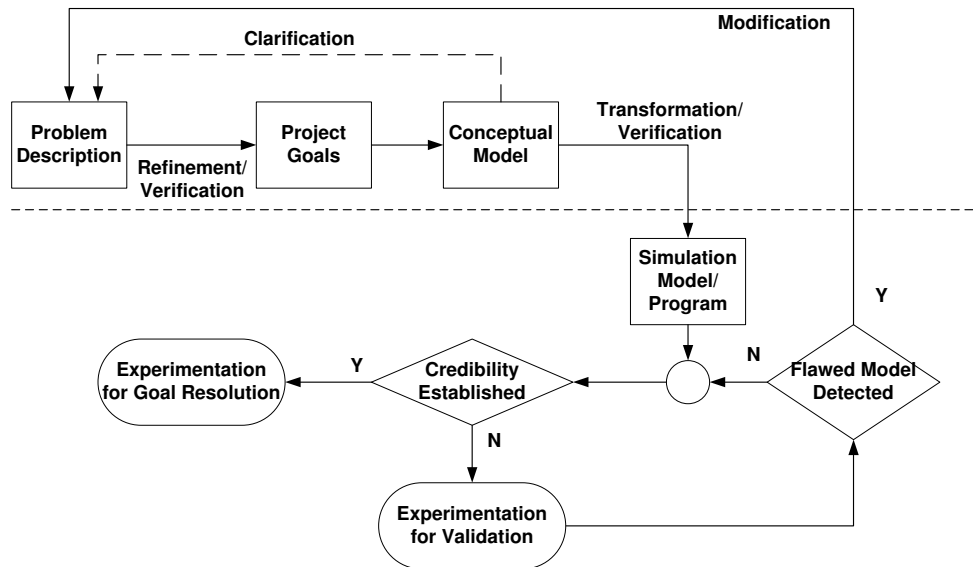 Modification
Clarification
Problem
Description
Refinement/
Verification
Project
Goals
Conceptual
Model
Transformation/
Verification
Simulation
Model/
Program
Y
Flawed Model
Detected
N
Credibility
Established
Y
Experimentation
for Goal Resolution
N
Experimentation
for Validation